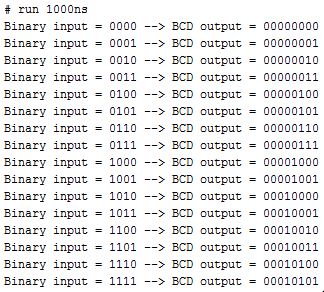 # run 1000ns
Binary input = 0000 --> BCD output = 00000000
Binary input = 0001 --> BCD output = 00000001
Binary input = 0010 --> BCD output = 00000010
Binary input = 0011 --> BCD output = 00000011
Binary input = 0100 --> BCD output = 00000100
Binary input = 0101 --> BCD output = 00000101
Binary input = 0110 --> BCD output = 00000110
Binary input = 0111 --> BCD output = 00000111
Binary input = 1000 --> BCD output = 00001000
Binary input = 1001 --> BCD output = 00001001
Binary input = 1010 --> BCD output = 00010000
Binary input = 1011 --> BCD output = 00010001
Binary input = 1100 --> BCD output = 00010010
Binary input = 1101 --> BCD output = 00010011
Binary input = 1110 --> BCD output = 00010100
Binary input = 1111 --> BCD output = 00010101